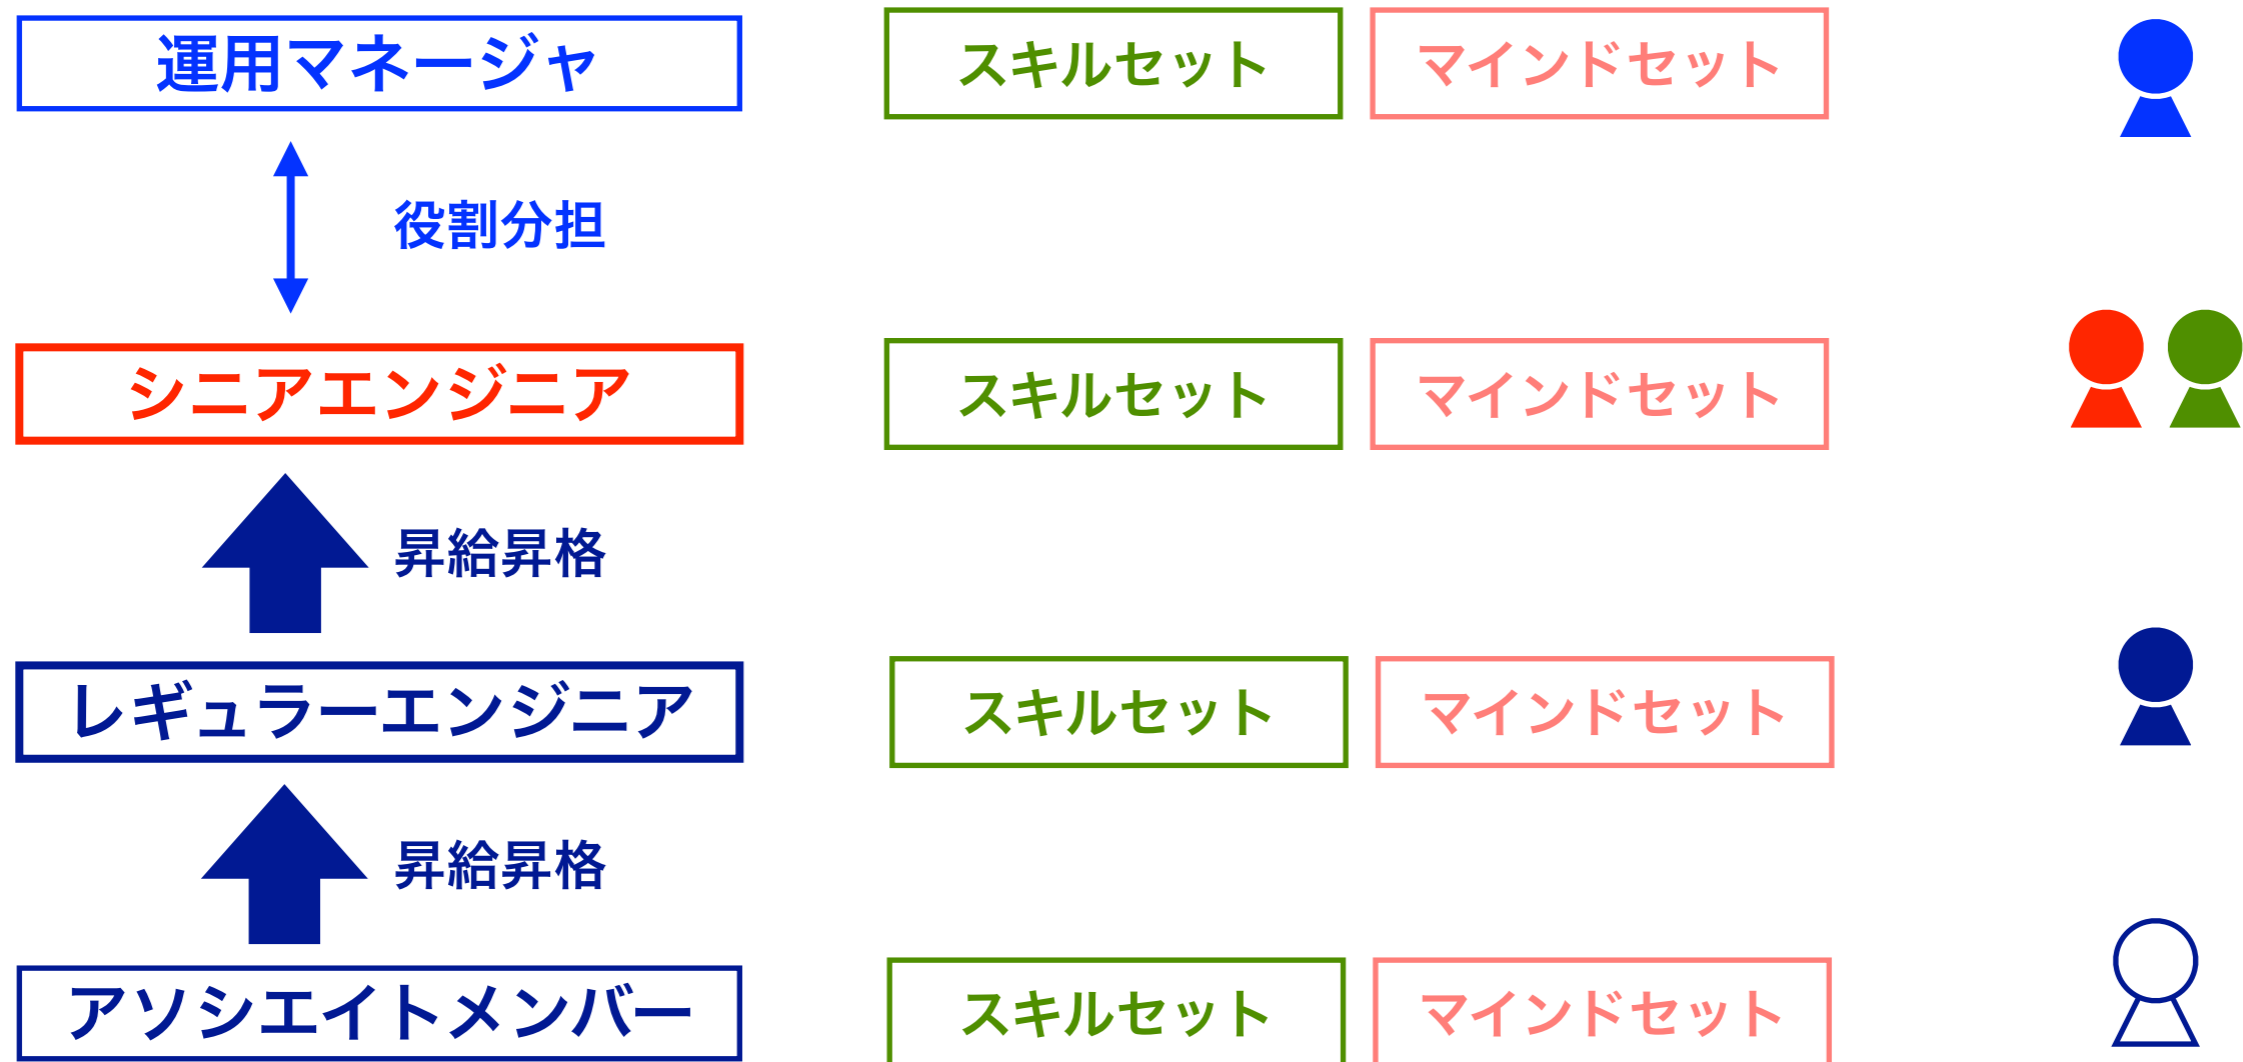 運用マネージャ
スキルセット
マインドセット
役割分担
シニアエンジニア
スキルセット
マインドセット
昇給昇格
レギュラーエンジニア
スキルセット
マインドセット
昇給昇格
アソシエイトメンバー
スキルセット
マインドセット